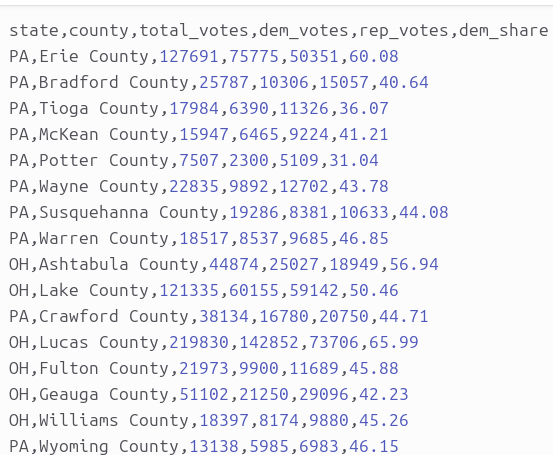 state,county,total_votes,dem_votes,rep_votes,dem_share
PA,Erie County,127691,75775,50351,60.08
PA,Bradford County,25787,10306,15057,40.64
PA,Tioga County,17984,6390,11326,36.07
PA,McKean County,15947,6465,9224,41.21
PA,Potter County,7507,2300,5109,31.04
PA,Wayne County,22835,9892,12702,43.78
PA,Susquehanna County,19286,8381,10633,44.08
PA,Warren County,18517,8537,9685,46.85
OH,Ashtabula County,44874,25027,18949,56.94
OH,Lake County,121335,60155,59142,50.46
PA,Crawford County,38134,16780,20750,44.71
OH,Lucas County,219830,142852,73706,65.99
OH,Fulton County,21973,9900,11689,45.88
OH,Geauga County,51102,21250,29096,42.23
OH,Williams County,18397,8174,9880,45.26
PA,Wyoming County,13138,5985,6983,46.15